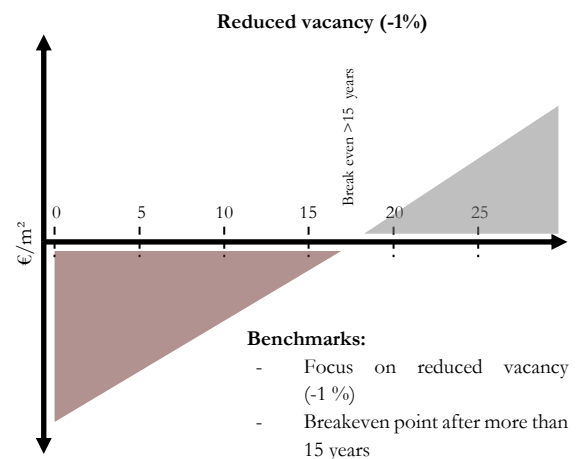 Reduced vacancy (-1%)
Break even >15 years
0 5 10 15 20 25
€/m²
Benchmarks:
- Focus on reduced vacancy
(-1 %)
- Breakeven point after more than
15 years